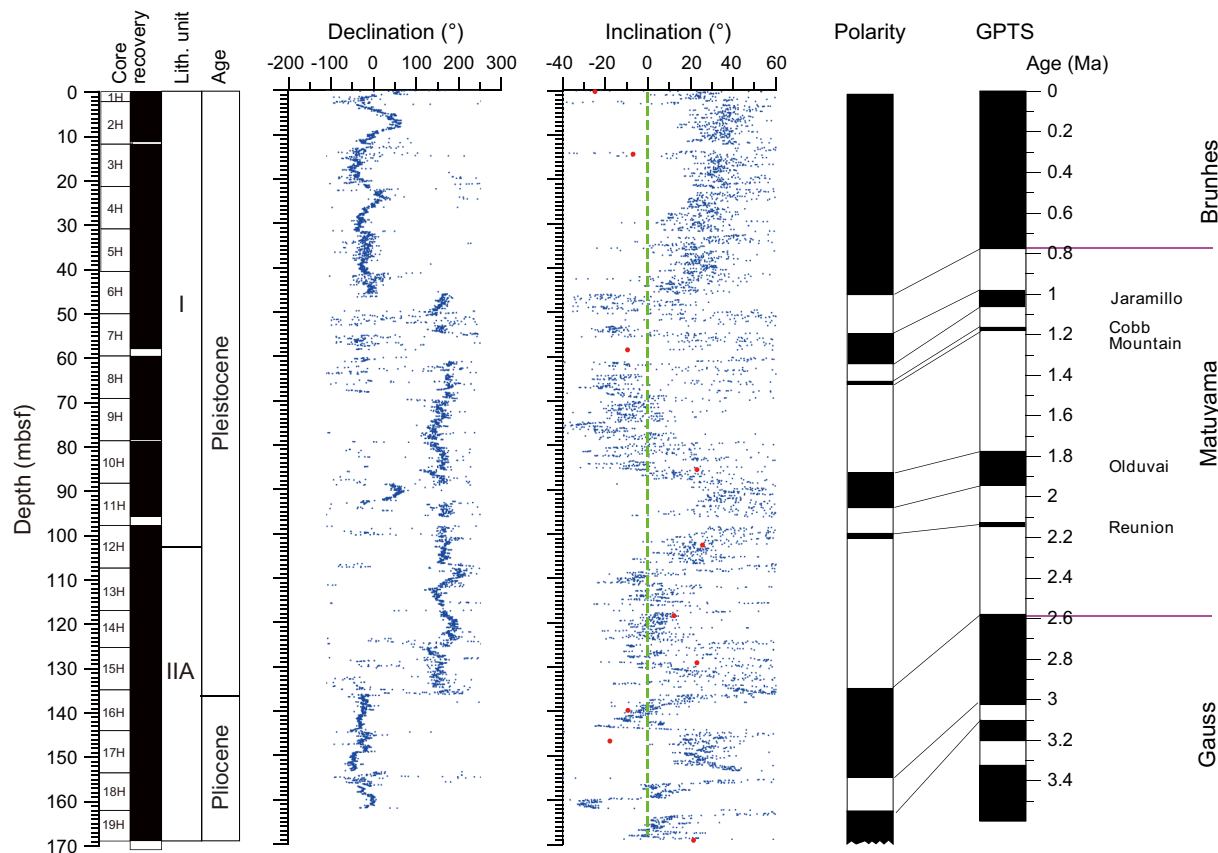 Core
recovery
Lith. unit
Age
Declination (°)
Inclination (°)
Polarity
GPTS
Age (Ma)
-200 -100 0 100 200 300
-40 -20 0 20 40 60
Depth (mbsf)
0
10
20
30
40
50
60
70
80
90
100
110
120
130
140
150
160
170
1H
2H
3H
4H
5H
6H
7H
8H
9H
10H
11H
12H
13H
14H
15H
16H
17H
18H
19H
I
IIA
Pleistocene
Pliocene
0
0.2
0.4
0.6
0.8
1
1.2
1.4
1.6
1.8
2
2.2
2.4
2.6
2.8
3
3.2
3.4
Jaramillo
Cobb
Mountain
Olduvai
Reunion
Brunhes
Matuyama
Gauss